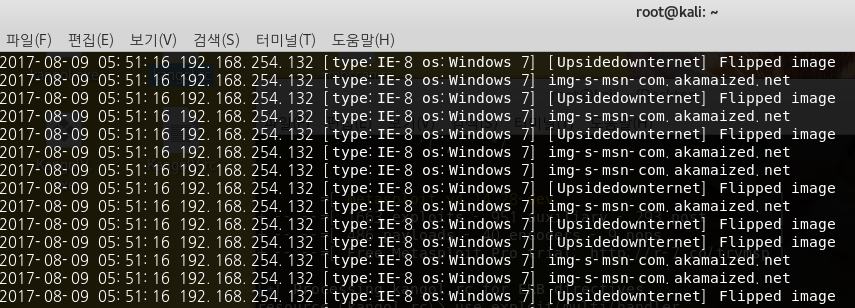 root@kali: ~
파일(F) 편집(E) 보기(V) 검색(S) 터미널(T) 도움말(H)
2017-08-09 05:51:16 192.168.254.132 [type:IE-8 os:Windows 7] [Upsidedownternet] Flipped image
2017-08-09 05:51:16 192.168.254.132 [type:IE-8 os:Windows 7] img-s-msn-com.akamaized.net
2017-08-09 05:51:16 192.168.254.132 [type:IE-8 os:Windows 7] [Upsidedownternet] Flipped image
2017-08-09 05:51:16 192.168.254.132 [type:IE-8 os:Windows 7] img-s-msn-com.akamaized.net
2017-08-09 05:51:16 192.168.254.132 [type:IE-8 os:Windows 7] [Upsidedownternet] Flipped image
2017-08-09 05:51:16 192.168.254.132 [type:IE-8 os:Windows 7] img-s-msn-com.akamaized.net
2017-08-09 05:51:16 192.168.254.132 [type:IE-8 os:Windows 7] img-s-msn-com.akamaized.net
2017-08-09 05:51:16 192.168.254.132 [type:IE-8 os:Windows 7] [Upsidedownternet] Flipped image
2017-08-09 05:51:16 192.168.254.132 [type:IE-8 os:Windows 7] img-s-msn-com.akamaized.net
2017-08-09 05:51:16 192.168.254.132 [type:IE-8 os:Windows 7] [Upsidedownternet] Flipped image
2017-08-09 05:51:16 192.168.254.132 [type:IE-8 os:Windows 7] [Upsidedownternet] Flipped image
2017-08-09 05:51:16 192.168.254.132 [type:IE-8 os:Windows 7] img-s-msn-com.akamaized.net
2017-08-09 05:51:16 192.168.254.132 [type:IE-8 os:Windows 7] img-s-msn-com.akamaized.net
2017-08-09 05:51:16 192.168.254.132 [type:IE-8 os:Windows 7] [Upsidedownternet] Flipped image